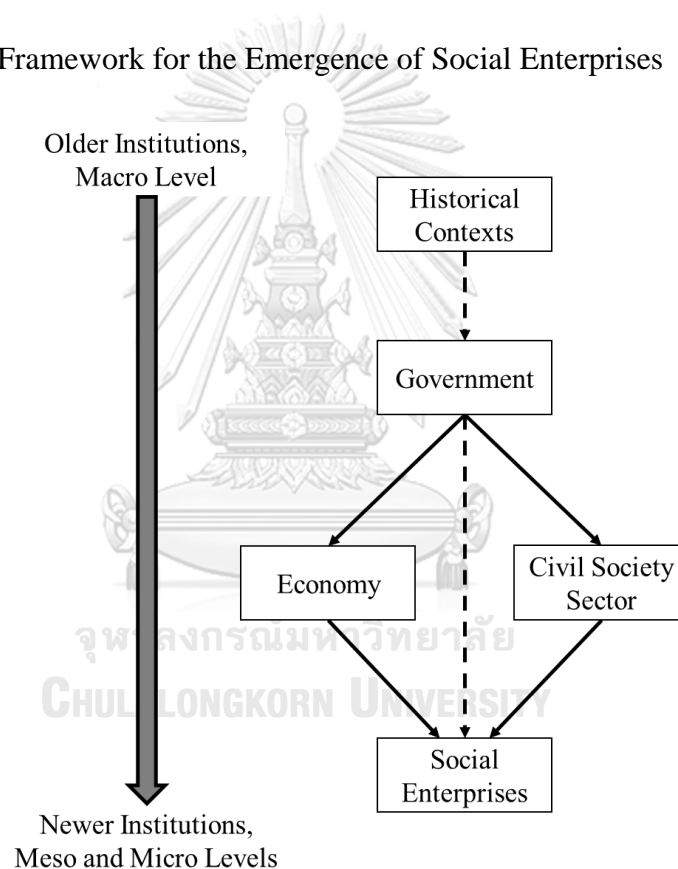 Framework for the Emergence of Social Enterprises
Older Institutions,
Macro Level
Historical
Contexts
Government
Economy
Civil Society
Sector
จุฬาลงกรณ์มหาวิทยาลัย
CHULALONGKORN UNIVERSITY
Social
Enterprises
Newer Institutions,
Meso and Micro Levels